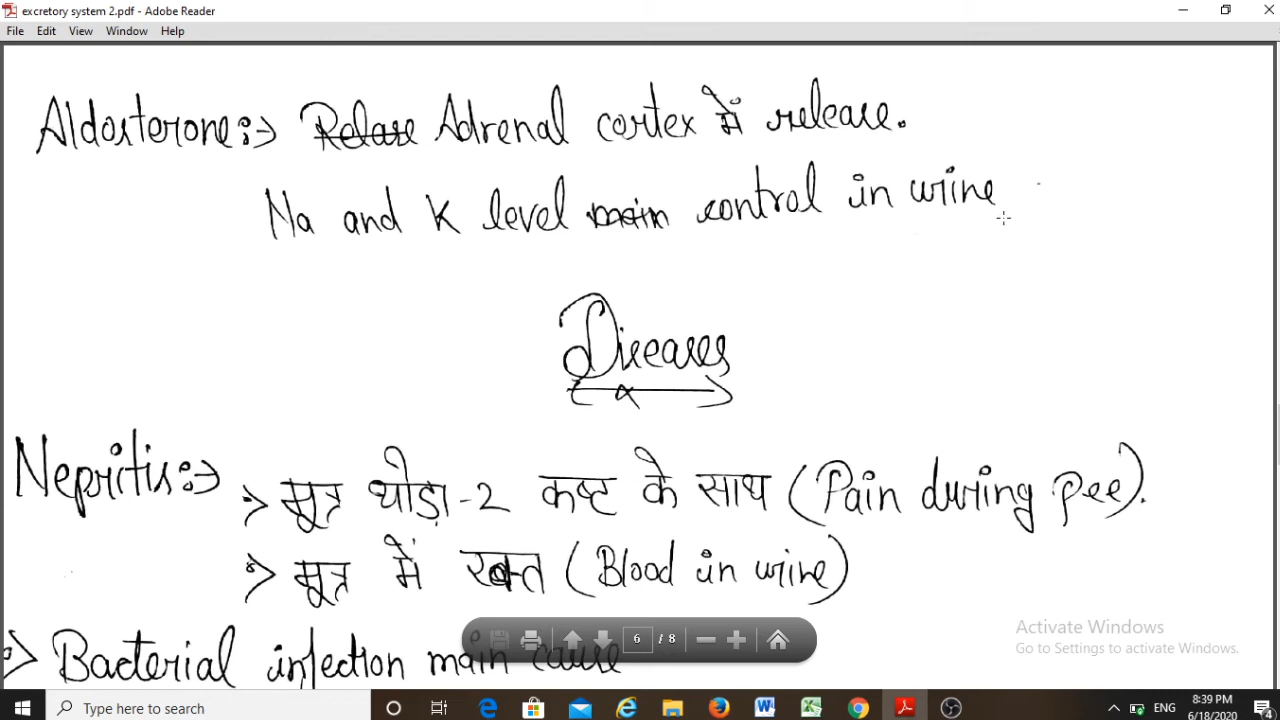 excretory system 2.pdf - Adobe Reader
File Edit View Window Help
Aldosterone:-> Relase Adrenal cortex में release.
Na and K level main control in urine
Diseases
Nepritis:->
> मूत्र थोड़ा-2 कष्ट के साथ (Pain during pee).
> मूत्र में रक्त (Blood in urine)
:> Bacterial infection main cause
6 / 8
Activate Windows
Go to Settings to activate Windows.
Type here to search
ENG
8:39 PM
6/18/2020